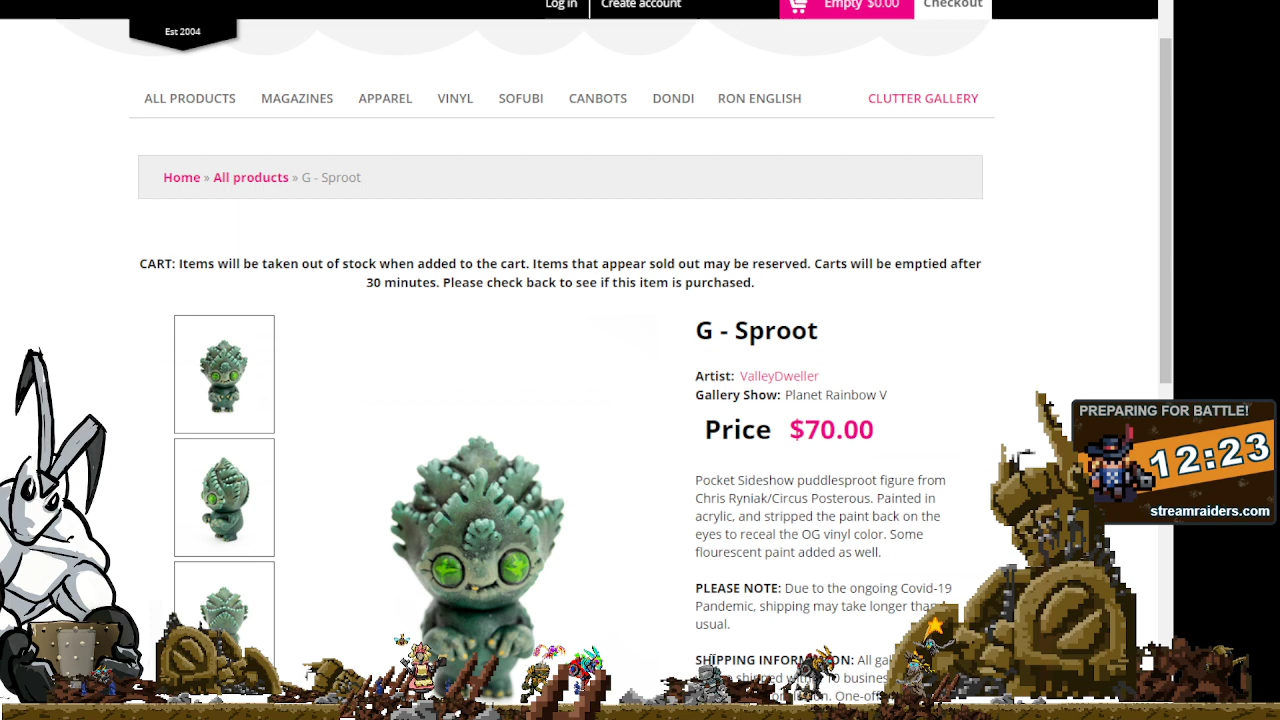 Log in
Create account
Empty $0.00
Checkout
Est 2004
ALL PRODUCTS
MAGAZINES
APPAREL
VINYL
SOFUBI
CANBOTS
DONDI
RON ENGLISH
CLUTTER GALLERY
Home » All products » G - Sproot
CART: Items will be taken out of stock when added to the cart. Items that appear sold out may be reserved. Carts will be emptied after
30 minutes. Please check back to see if this item is purchased.
G - Sproot
Artist: ValleyDweller
Gallery Show: Planet Rainbow V
Price $70.00
Pocket Sideshow puddlesproot figure from
Chris Ryniak/Circus Posterous. Painted in
acrylic, and stripped the paint back on the
eyes to receal the OG vinyl color. Some
flourescent paint added as well.
PLEASE NOTE: Due to the ongoing Covid-19
Pandemic, shipping may take longer than
usual.
SHIPPING INFORMATION: All
shipped 10
PREPARING FOR BATTLE!
12:23
streamraiders.com